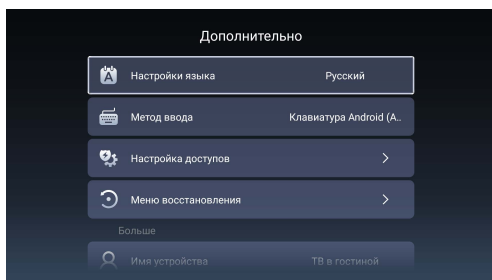 Дополнительно
Настройки языка Русский
Метод ввода Клавиатура Android (A..
Настройка доступов
Меню восстановления
Больше
Имя устройства ТВ в гостиной